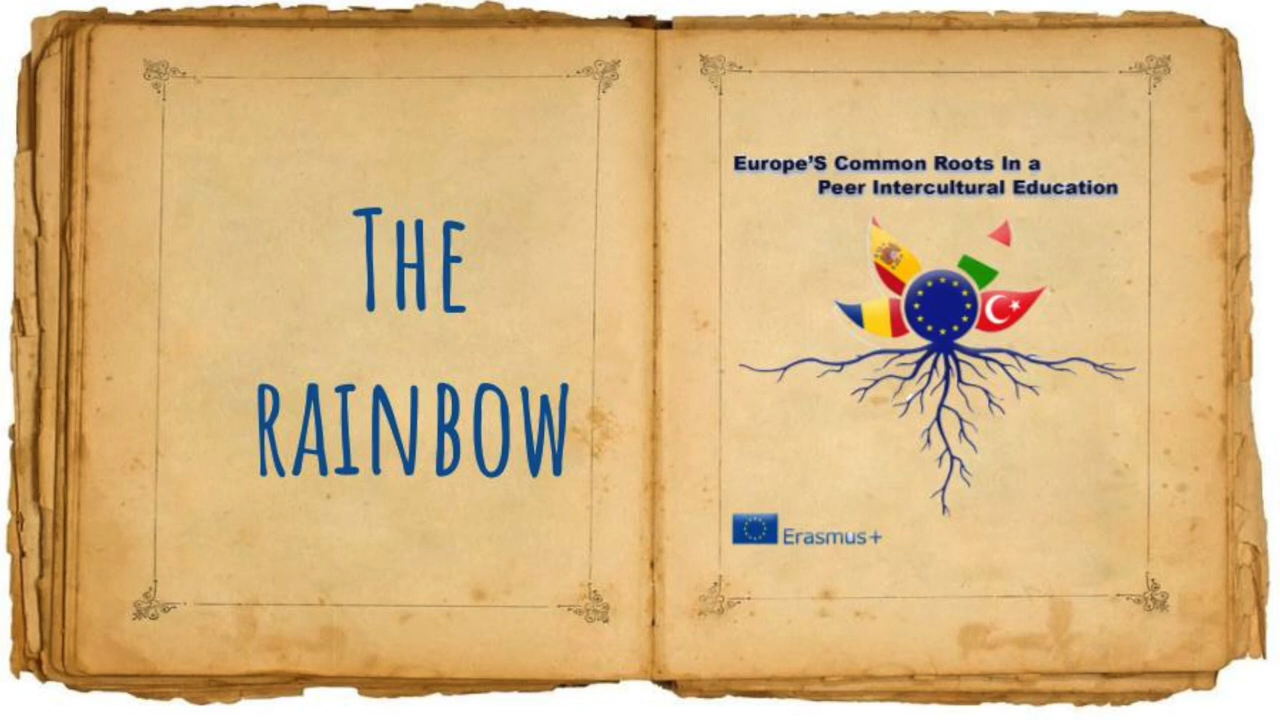 THE
RAINBOW
Europe'S Common Roots In a
Peer Intercultural Education
Erasmus+